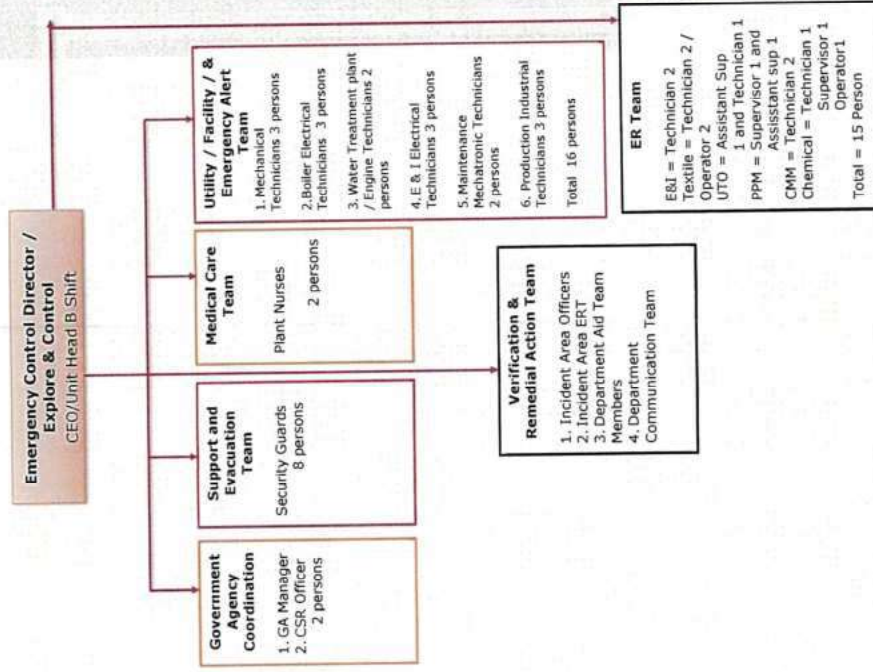 Emergency Control Director /
Explore & Control
CEO/Unit Head B Shift
Government
Agency
Coordination
1. GA Manager
2. CSR Officer
2 persons
Support and
Evacuation
Team
Security Guards
8 persons
Medical Care
Team
Plant Nurses
2 persons
Utility / Facility / &
Emergency Alert
Team
1. Mechanical
Technicians 3 persons
2.Boiler Electrical
Technicians 3 persons
3. Water Treatment plant
/ Engine Technicians 2
persons
4.E & I Electrical
Technicians 3 persons
5. Maintenance
Mechatronic Technicians
2 persons
6. Production Industrial
Technicians 3 persons
Total 16 persons
Verification &
Remedial Action Team
1. Incident Area Officers
2. Incident Area ERT
3. Department Aid Team
Members
4. Department
Communication Team
ER Team
E&I = Technician 2
Textile = Technician 2 /
Operator 2
UTO = Assistant Sup
1 and Technician 1
PPM = Supervisor 1 and
Assisstant sup 1
CMM = Technician 2
Chemical = Technician 1
Supervisor 1
Operator1
Total = 15 Person